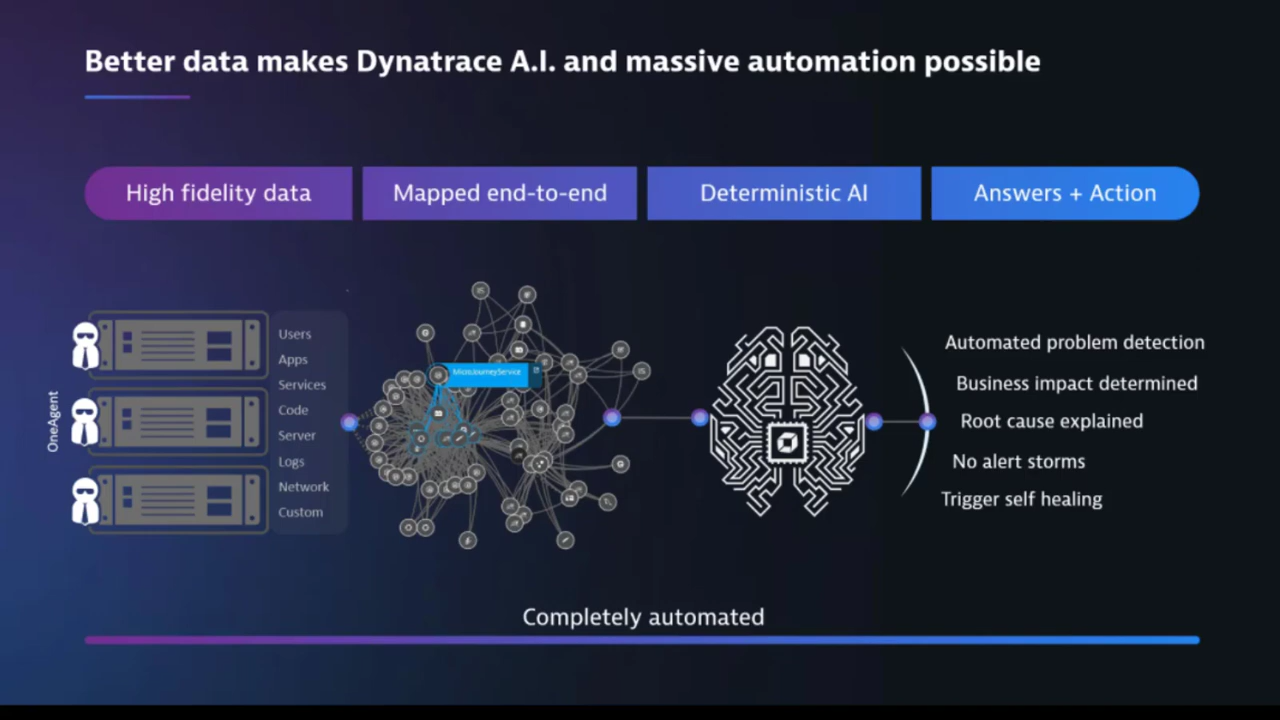 Better data makes Dynatrace A.I. and massive automation possible
High fidelity data
Mapped end-to-end
Deterministic AI
Answers + Action
OneAgent
Users
Apps
Services
Code
Server
Logs
Network
Custom
MicroJourneyService
Automated problem detection
Business impact determined
Root cause explained
No alert storms
Trigger self healing
Completely automated